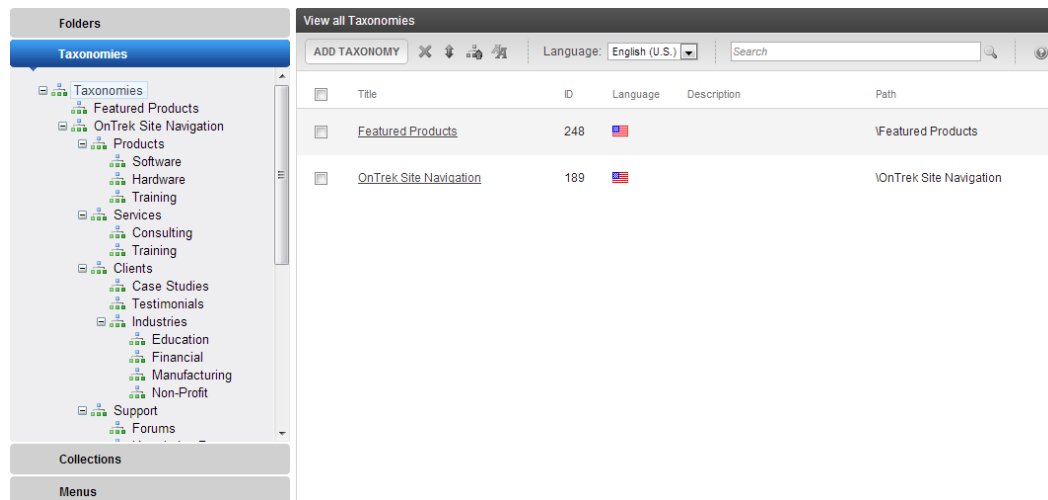 Folders
Taxonomies
Taxonomies
Featured Products
OnTrek Site Navigation
Products
Software
Hardware
Training
Services
Consulting
Training
Clients
Case Studies
Testimonials
Industries
Education
Financial
Manufacturing
Non-Profit
Support
Forums
Collections
Menus
View all Taxonomies
ADD TAXONOMY Language: English (U.S.) Search
Title ID Language Description Path
Featured Products 248 \Featured Products
OnTrek Site Navigation 189 \OnTrek Site Navigation